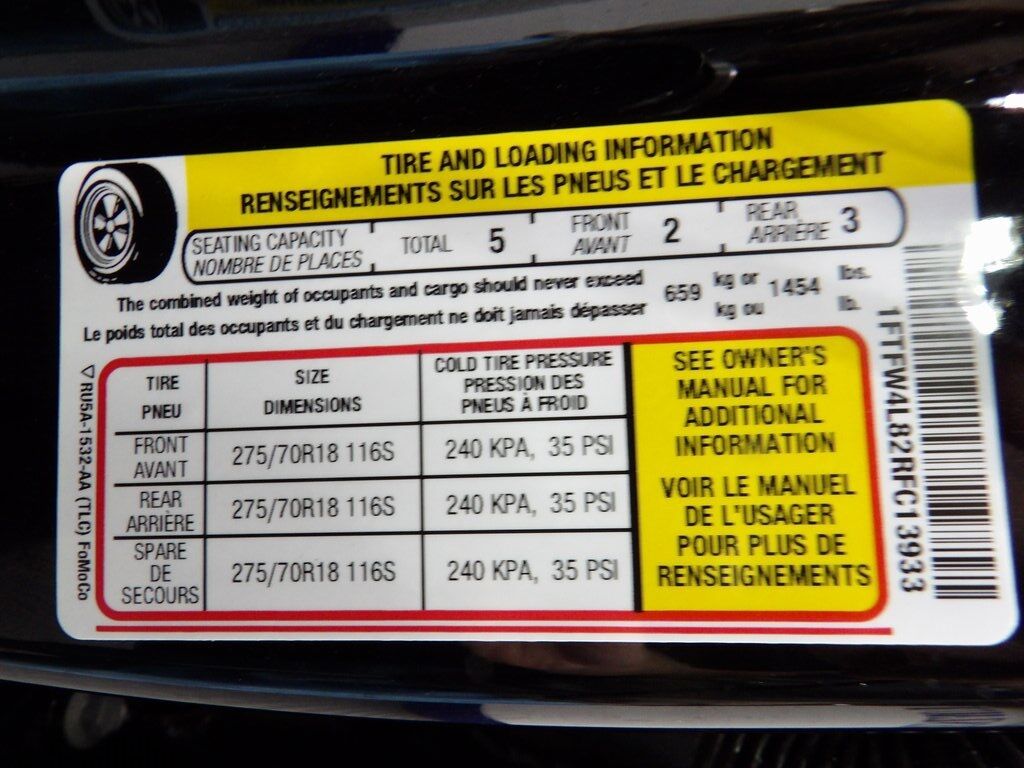 TIRE AND LOADING INFORMATION
RENSEIGNEMENTS SUR LES PNEUS ET LE CHARGEMENT
SEATING CAPACITY
NOMBRE DE PLACES
TOTAL 5
FRONT
AVANT
2
REAR
ARRIÈRE
3
The combined weight of occupants and cargo should never exceed
Le poids total des occupants et du chargement ne doit jamais dépasser
659
kg or
kg ou
1454
lbs.
lb.
TIRE
PNEU
SIZE
DIMENSIONS
COLD TIRE PRESSURE
PRESSION DES
PNEUS À FROID
FRONT
AVANT
275/70R18 116S
240 KPA, 35 PSI
REAR
ARRIÈRE
275/70R18 116S
240 KPA, 35 PSI
SPARE
DE
SECOURS
275/70R18 116S
240 KPA, 35 PSI
SEE OWNER'S
MANUAL FOR
ADDITIONAL
INFORMATION
VOIR LE MANUEL
DE L'USAGER
POUR PLUS DE
RENSEIGNEMENTS
1FTFW4L82RFC13933
▽ RU5A-1532-AA (TLC) FoMoCo